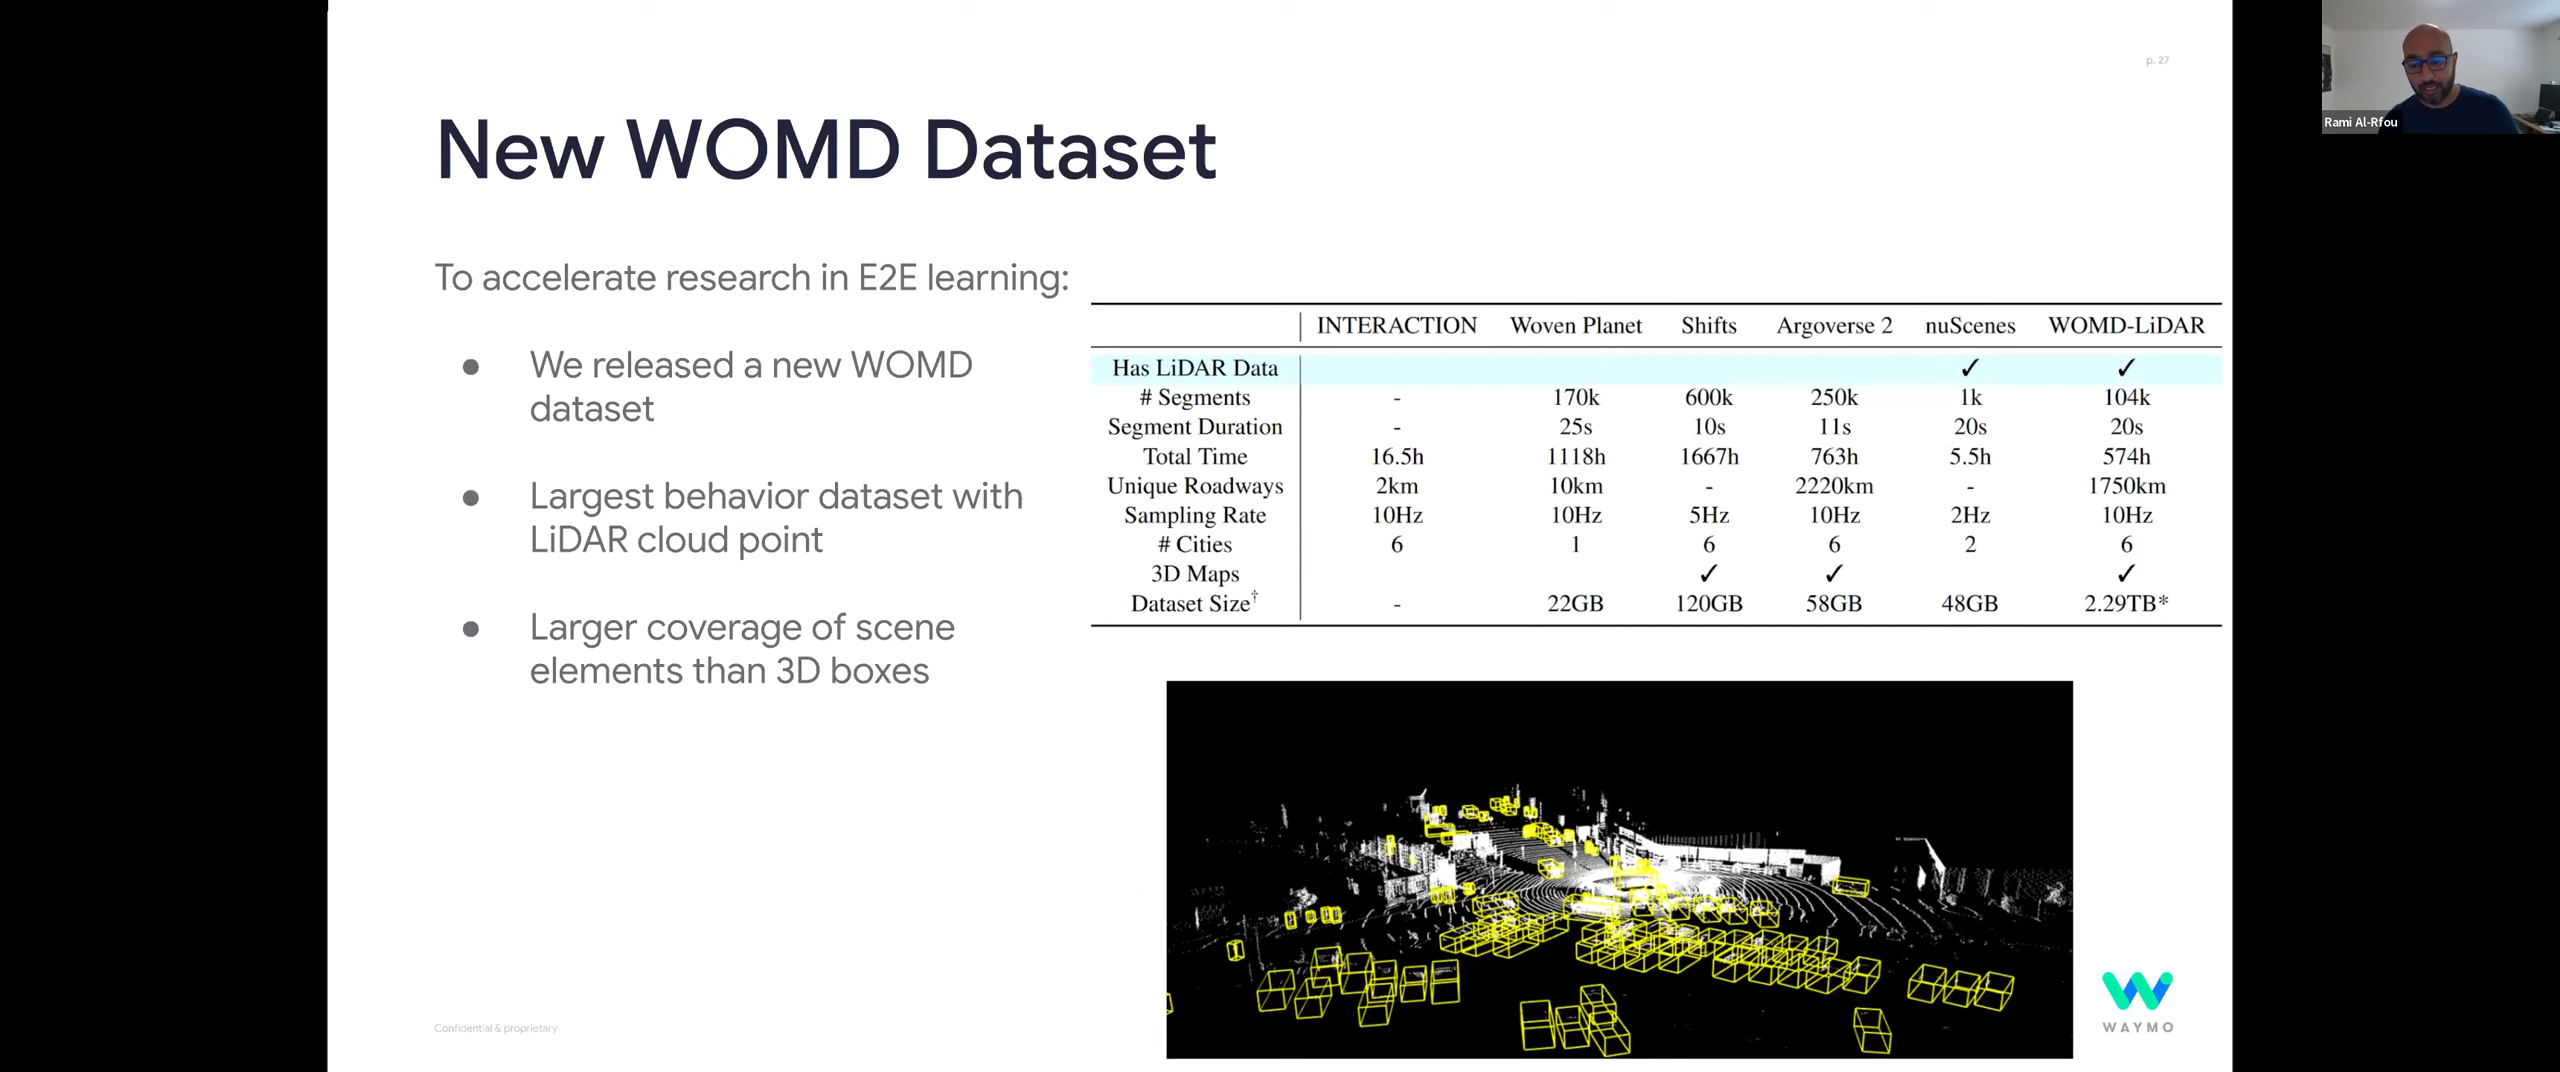 p. 27
Rami Al-Rfou
New WOMD Dataset
To accelerate research in E2E learning:
● We released a new WOMD
dataset
● Largest behavior dataset with
LiDAR cloud point
● Larger coverage of scene
elements than 3D boxes
INTERACTION Woven Planet Shifts Argoverse 2 nuScenes WOMD-LiDAR
Has LiDAR Data ✓ ✓
# Segments - 170k 600k 250k 1k 104k
Segment Duration - 25s 10s 11s 20s 20s
Total Time 16.5h 1118h 1667h 763h 5.5h 574h
Unique Roadways 2km 10km - 2220km - 1750km
Sampling Rate 10Hz 10Hz 5Hz 10Hz 2Hz 10Hz
# Cities 6 1 6 6 2 6
3D Maps ✓ ✓ ✓
Dataset Size† - 22GB 120GB 58GB 48GB 2.29TB*
Confidential & proprietary
WAYMO